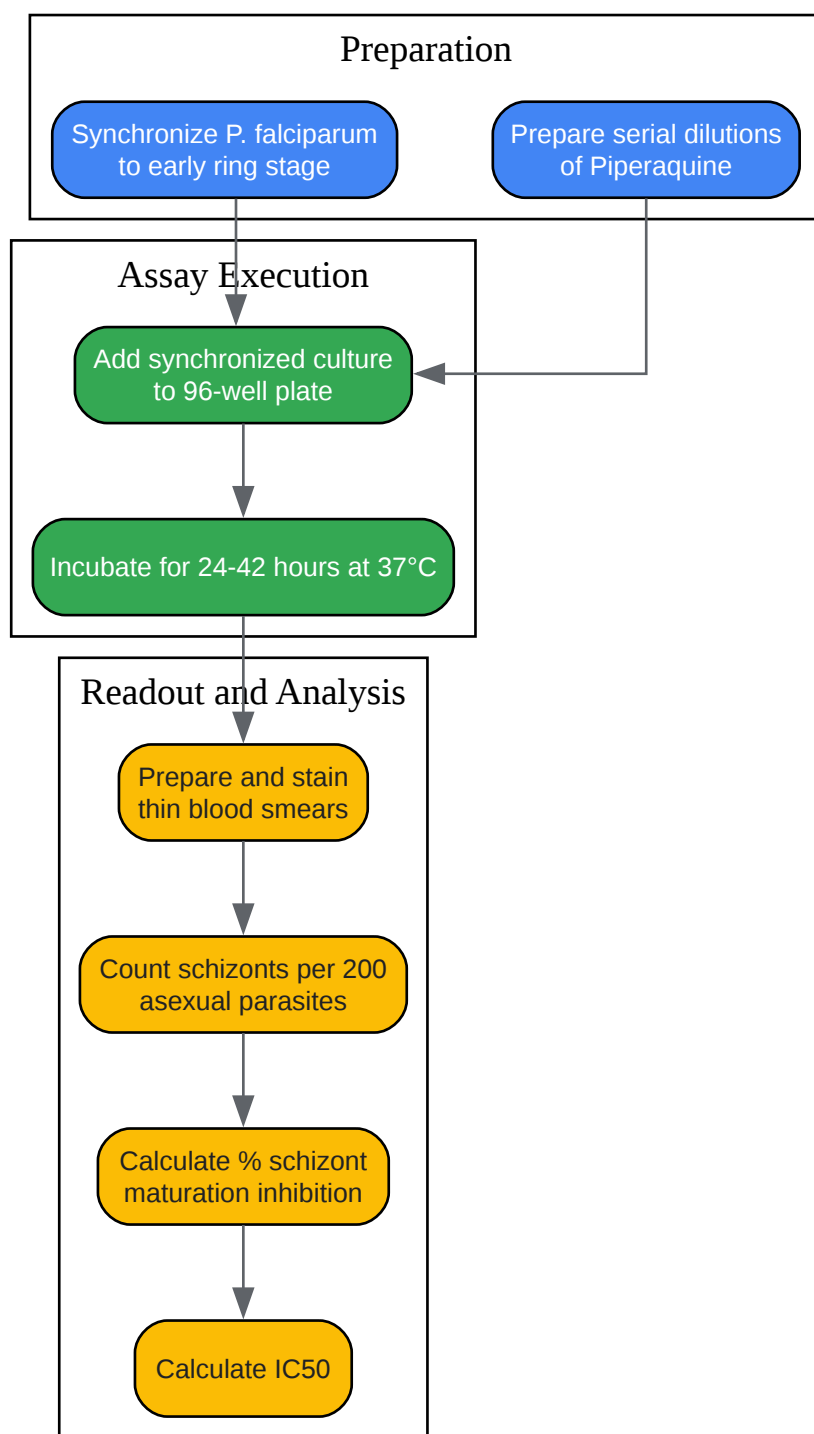 Preparation
Synchronize P. falciparum
to early ring stage
Prepare serial dilutions
of Piperaquine
Assay Execution
Add synchronized culture
to 96-well plate
Incubate for 24-42 hours at 37°C
Readout and Analysis
Prepare and stain
thin blood smears
Count schizonts per 200
asexual parasites
Calculate % schizont
maturation inhibition
Calculate IC50